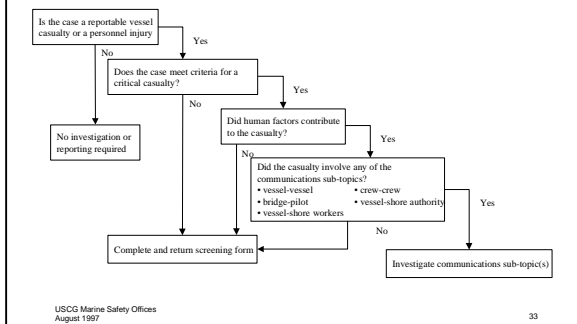 Is the case a reportable vessel
casualty or a personnel injury
Yes
No
Does the case meet criteria for a
critical casualty?
Yes
No
Did human factors contribute
to the casualty?
Yes
No
No investigation or
reporting required
Did the casualty involve any of the
communications sub-topics?
• vessel-vessel • crew-crew
• bridge-pilot • vessel-shore authority
• vessel-shore workers
Yes
No
Complete and return screening form
Investigate communications sub-topic(s)
USCG Marine Safety Offices
August 1997
33